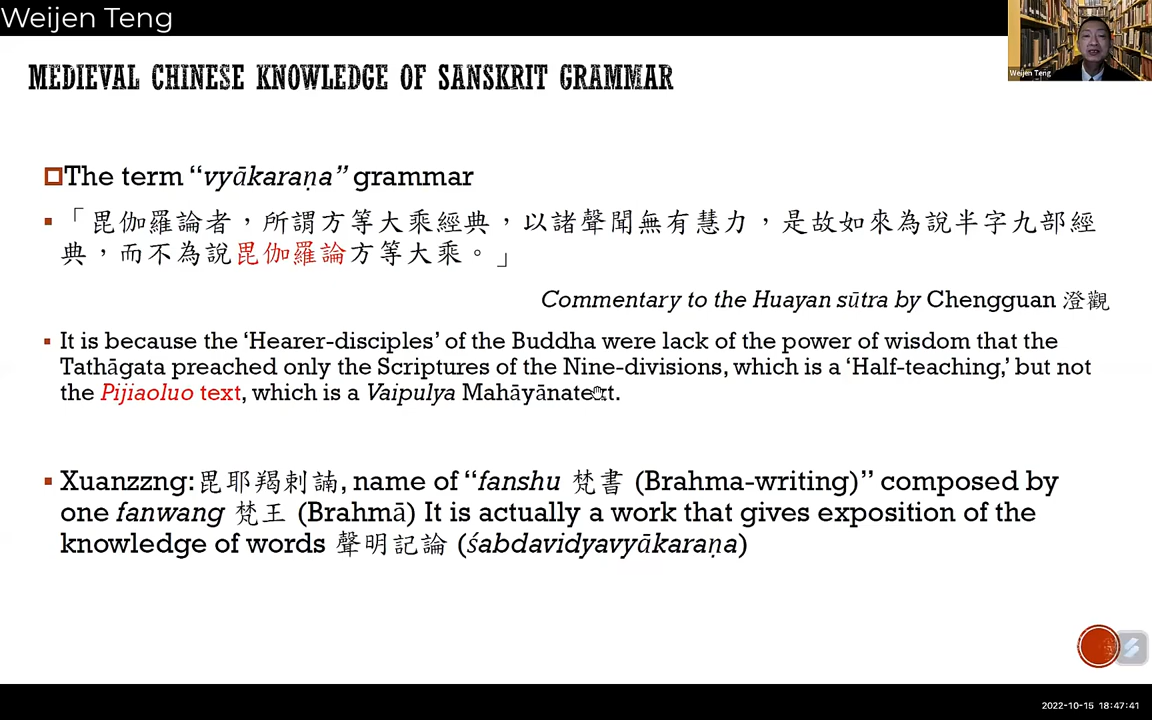 Weijen Teng
Weijen Teng
MEDIEVAL CHINESE KNOWLEDGE OF SANSKRIT GRAMMAR
The term “vyākaraṇa” grammar
「毘伽羅論者，所謂方等大乘經典，以諸聲聞無有慧力，是故如來為說半字九部經
典，而不為說毘伽羅論方等大乘。」
Commentary to the Huayan sūtra by Chengguan 澄觀
It is because the ‘Hearer-disciples’ of the Buddha were lack of the power of wisdom that the
Tathāgata preached only the Scriptures of the Nine-divisions, which is a ‘Half-teaching,’ but not
the Pijiaoluo text, which is a Vaipulya Mahāyānatext.
Xuanzzng:毘耶羯剌諵, name of “fanshu 梵書 (Brahma-writing)” composed by
one fanwang 梵王 (Brahmā) It is actually a work that gives exposition of the
knowledge of words 聲明記論 (śabdavidyavyākaraṇa)
2022-10-15 18:47:41